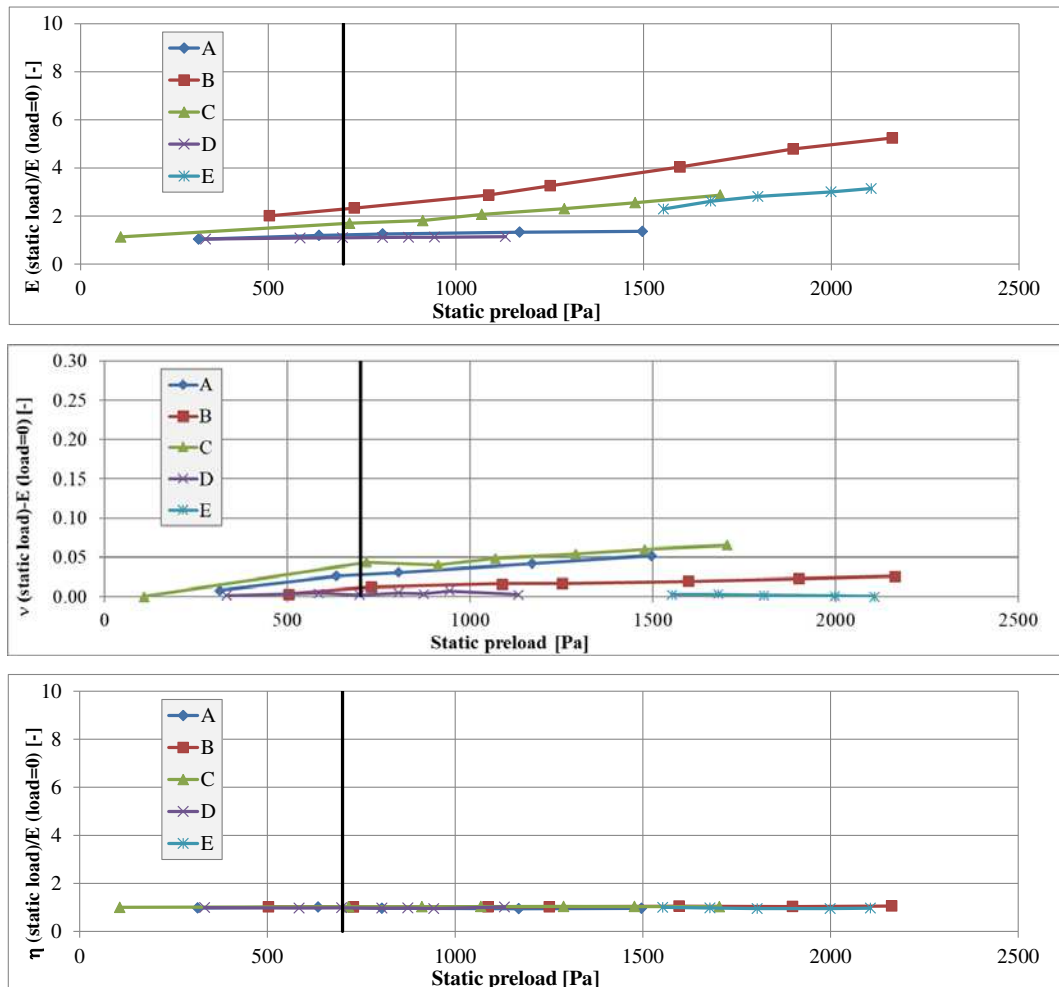 E (static load)/E (load=0) [-]
10
8
6
4
2
0
A
B
C
D
E
0 500 1000 1500 2000 2500
Static preload [Pa]
ν (static load)-E (load=0) [-]
0.30
0.25
0.20
0.15
0.10
0.05
0.00
A
B
C
D
E
0 500 1000 1500 2000 2500
Static preload [Pa]
η (static load)/E (load=0) [-]
10
8
6
4
2
0
A
B
C
D
E
0 500 1000 1500 2000 2500
Static preload [Pa]